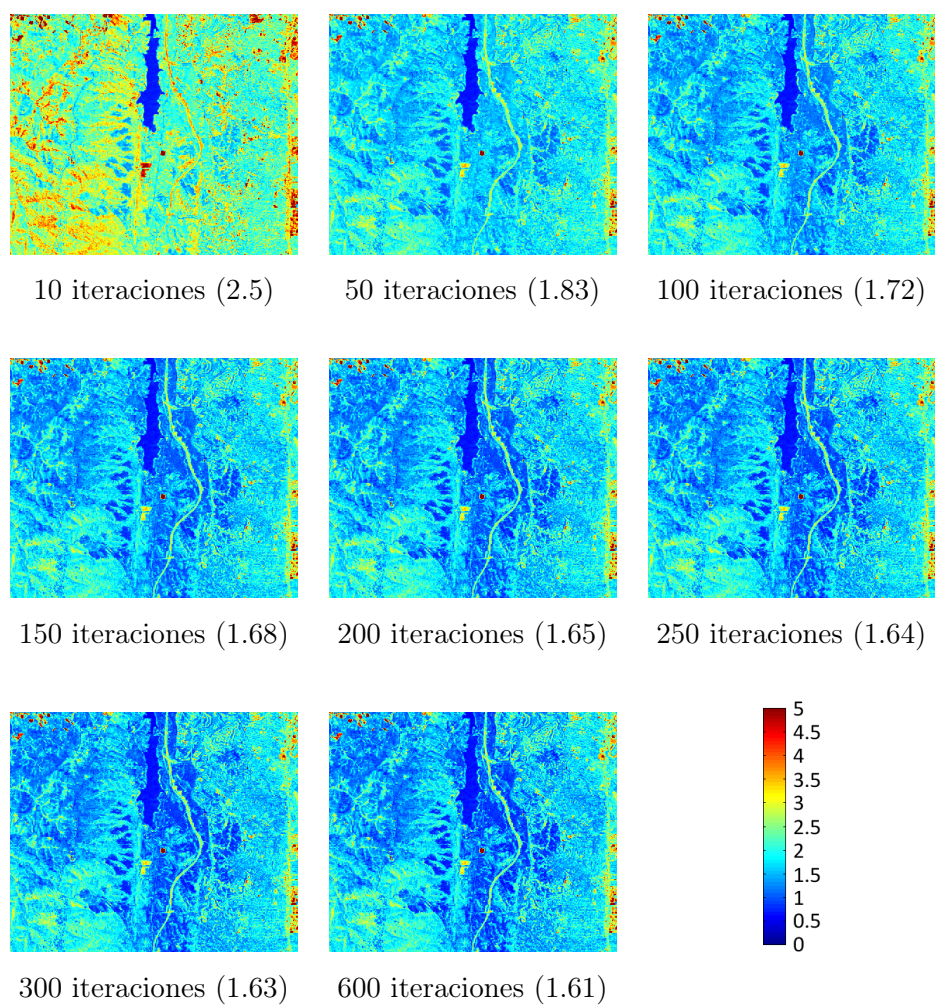 10 iteraciones (2.5)
50 iteraciones (1.83)
100 iteraciones (1.72)
150 iteraciones (1.68)
200 iteraciones (1.65)
250 iteraciones (1.64)
5
4.5
4
3.5
3
2.5
2
1.5
1
0.5
0
300 iteraciones (1.63)
600 iteraciones (1.61)